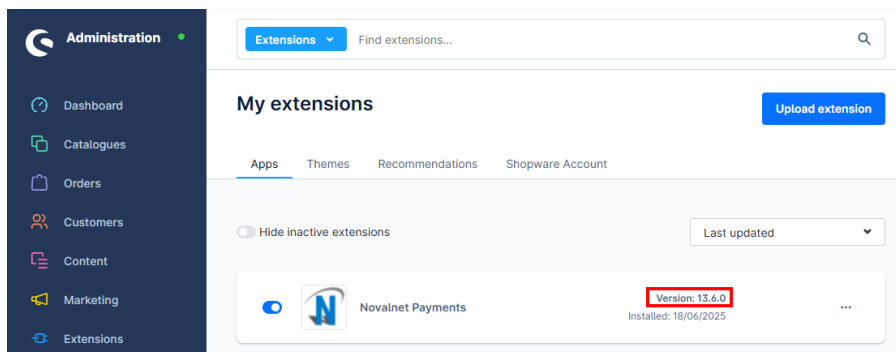 Administration
Dashboard
Catalogues
Orders
Customers
Content
Marketing
Extensions
Extensions
Find extensions...
My extensions
Upload extension
Apps Themes Recommendations Shopware Account
Hide inactive extensions
Last updated
Novalnet Payments
Version: 13.6.0
Installed: 18/06/2025